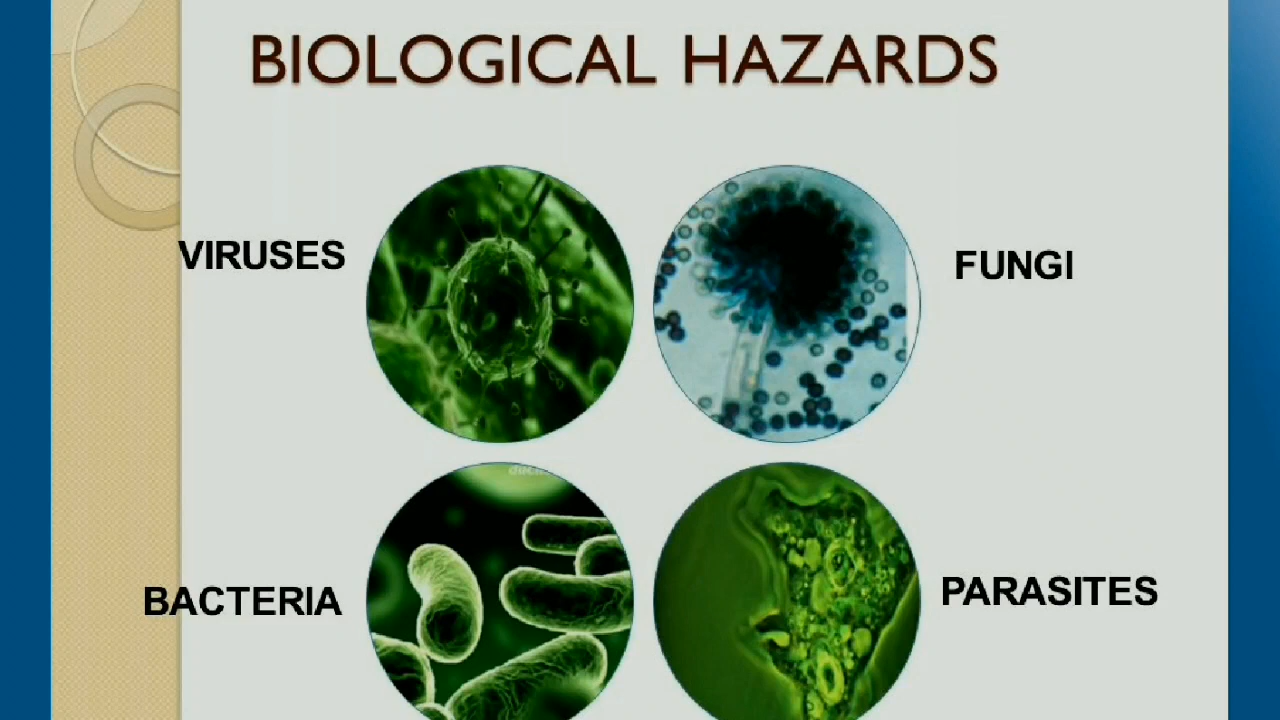 BIOLOGICAL HAZARDS
VIRUSES
FUNGI
BACTERIA
PARASITES